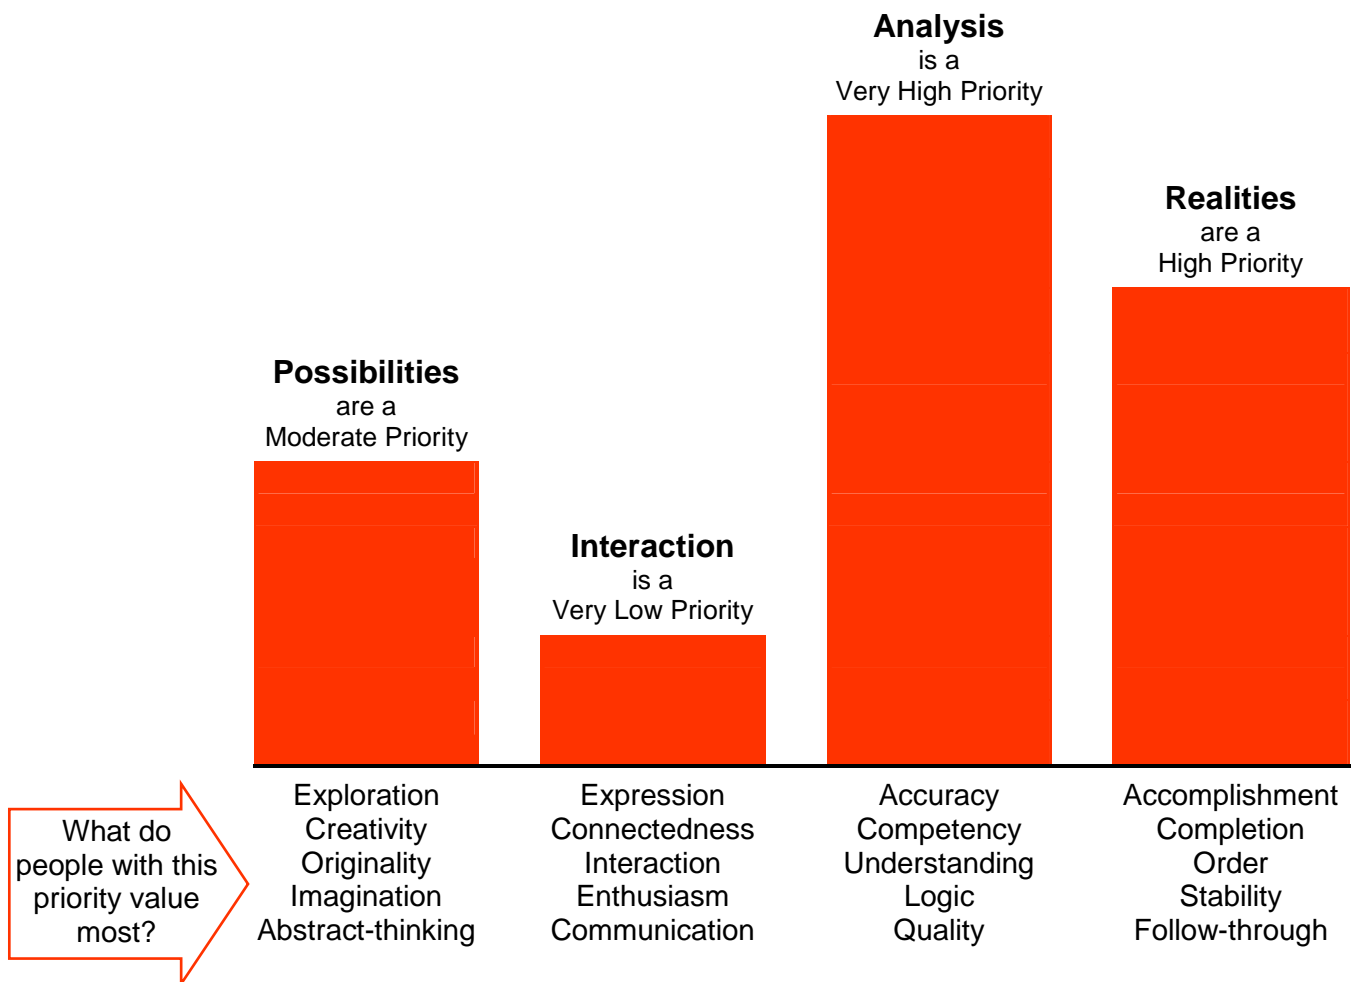 Analysis
is a
Very High Priority
Realities
are a
High Priority
Possibilities
are a
Moderate Priority
Interaction
is a
Very Low Priority
What do
people with this
priority value
most?
Exploration
Creativity
Originality
Imagination
Abstract-thinking
Expression
Connectedness
Interaction
Enthusiasm
Communication
Accuracy
Competency
Understanding
Logic
Quality
Accomplishment
Completion
Order
Stability
Follow-through